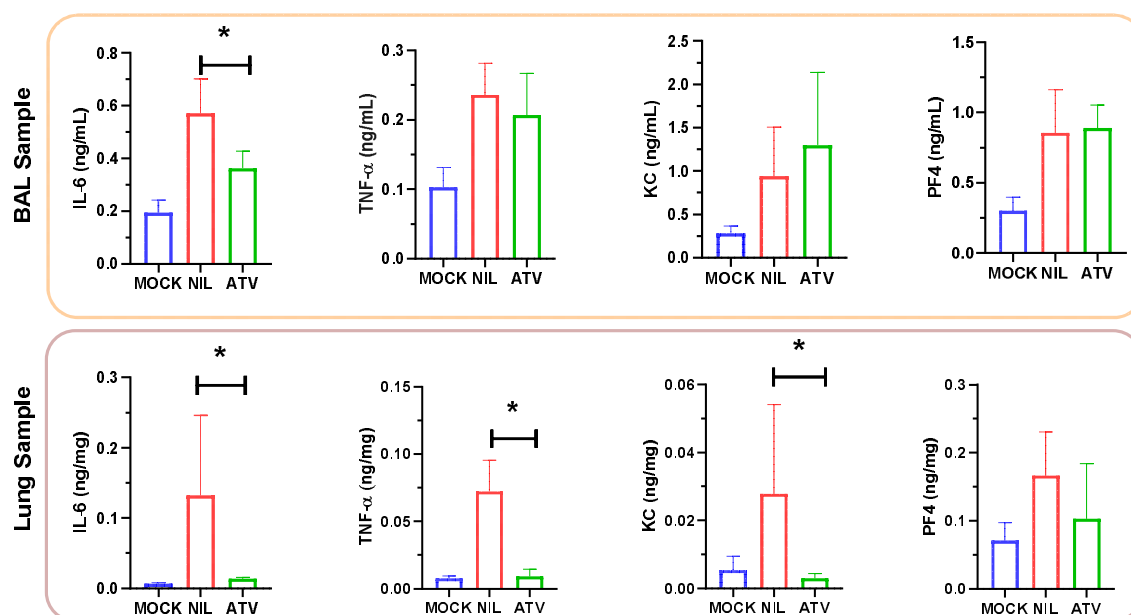 BAL Sample
*
IL-6 (ng/mL)
0.8
0.6
0.4
0.2
0.0
MOCK NIL ATV
TNF-α (ng/mL)
0.3
0.2
0.1
0.0
MOCK NIL ATV
KC (ng/mL)
2.5
2.0
1.5
1.0
0.5
0.0
MOCK NIL ATV
PF4 (ng/mL)
1.5
1.0
0.5
0.0
MOCK NIL ATV
Lung Sample
*
IL-6 (ng/mg)
0.3
0.2
0.1
0.0
MOCK NIL ATV
*
TNF-α (ng/mg)
0.15
0.10
0.05
0.00
MOCK NIL ATV
*
KC (ng/mg)
0.06
0.04
0.02
0.00
MOCK NIL ATV
PF4 (ng/mg)
0.3
0.2
0.1
0.0
MOCK NIL ATV